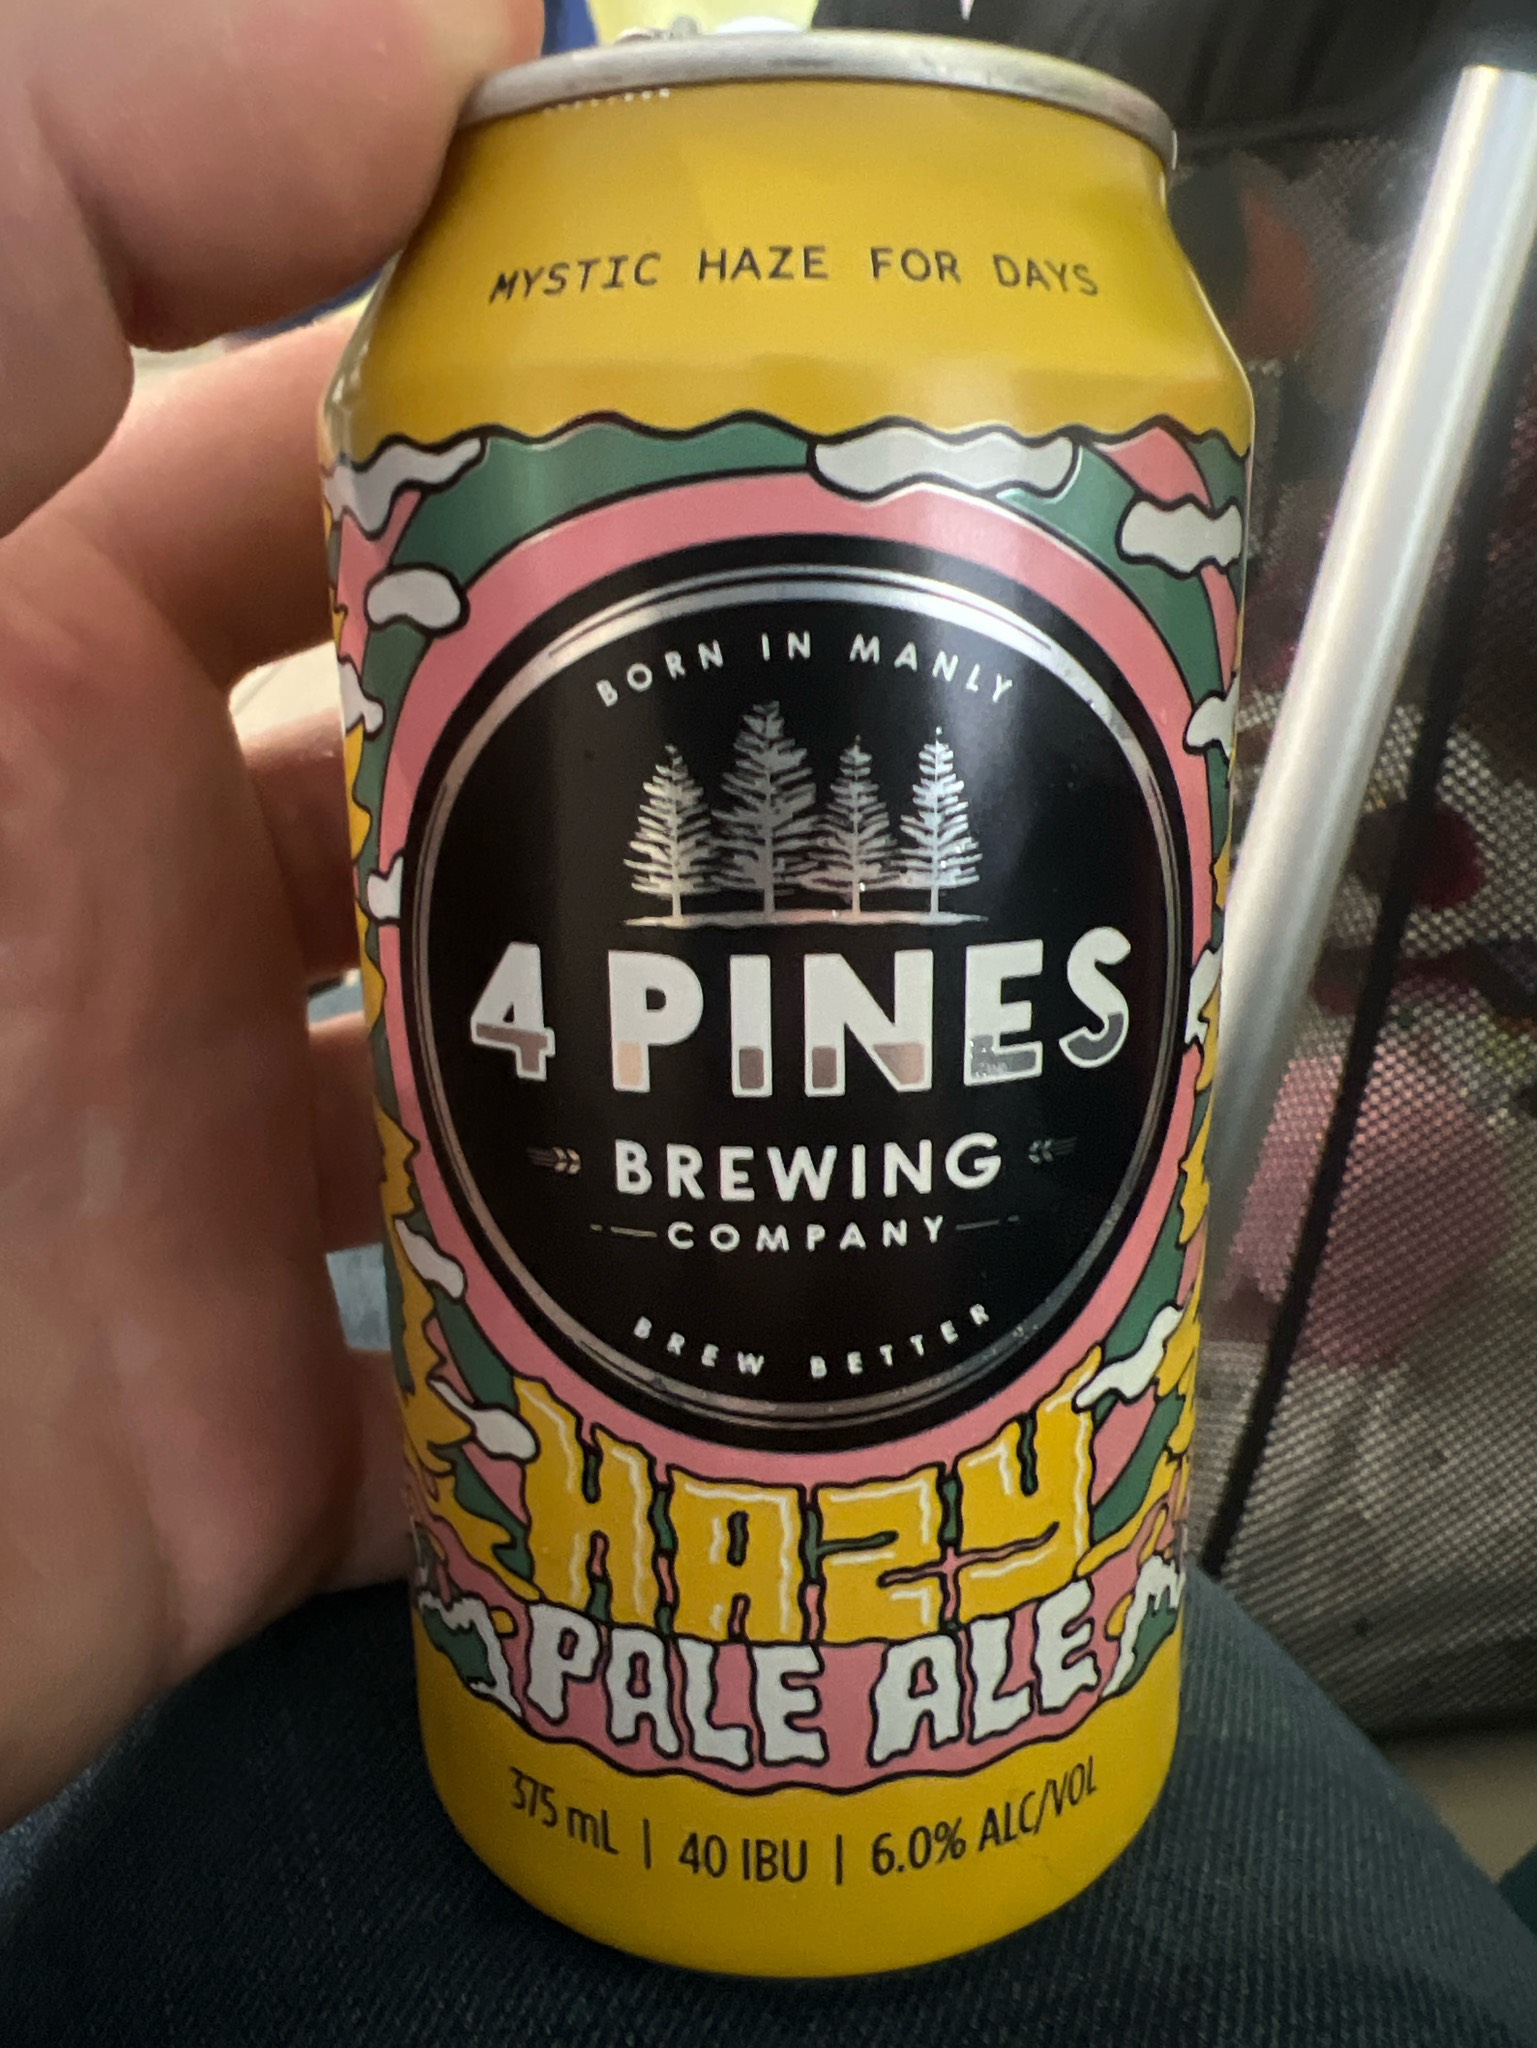 MYSTIC HAZE FOR DAYS
BORN IN MANLY
4 PINES
BREWING
COMPANY
BREW BETTER
HAZY
PALE ALE
375 mL | 40 IBU | 6.0% ALC/VOL